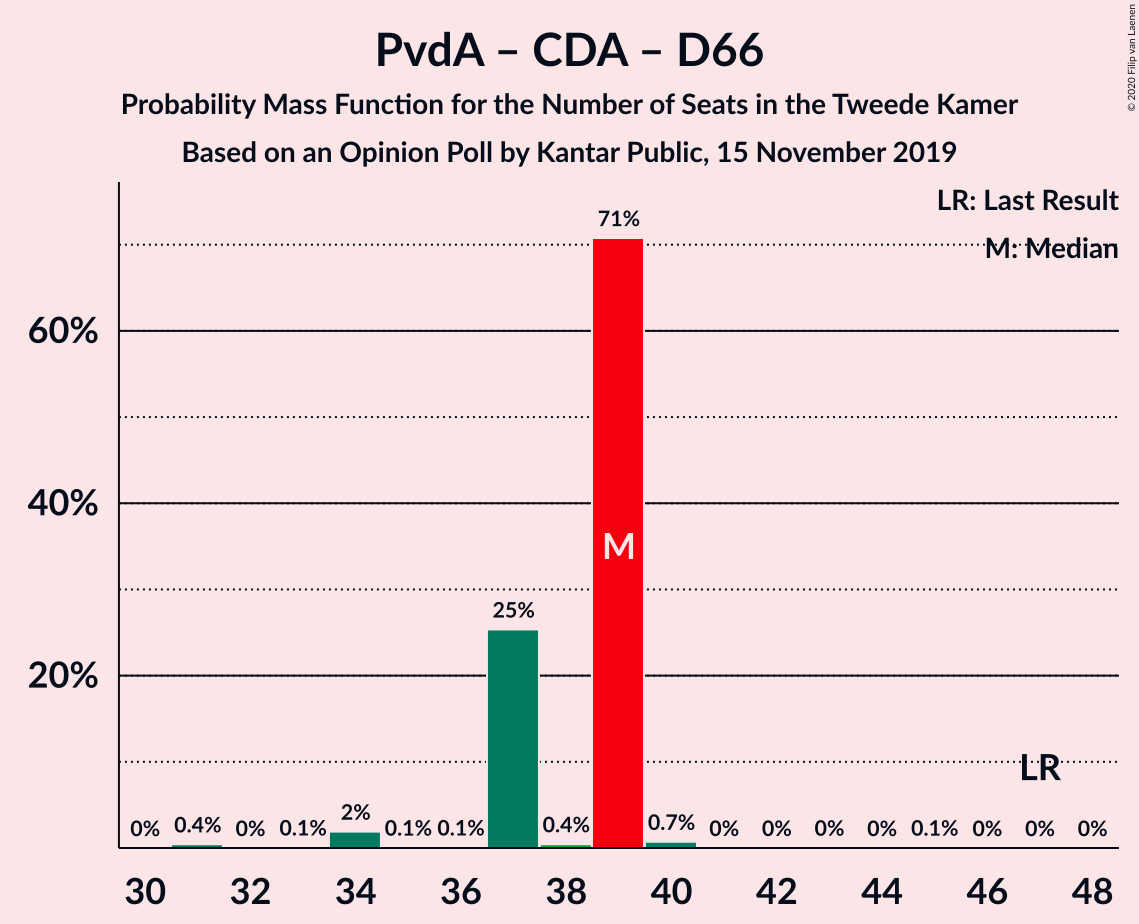 PvdA – CDA – D66
Probability Mass Function for the Number of Seats in the Tweede Kamer
Based on an Opinion Poll by Kantar Public, 15 November 2019
© 2020 Filip van Laenen
LR: Last Result
M: Median
71%
60%
40%
M
25%
20%
LR
0% 0.4% 0% 0.1% 2% 0.1% 0.1% 0.4% 0.7% 0% 0% 0% 0% 0.1% 0% 0% 0%
30 32 34 36 38 40 42 44 46 48